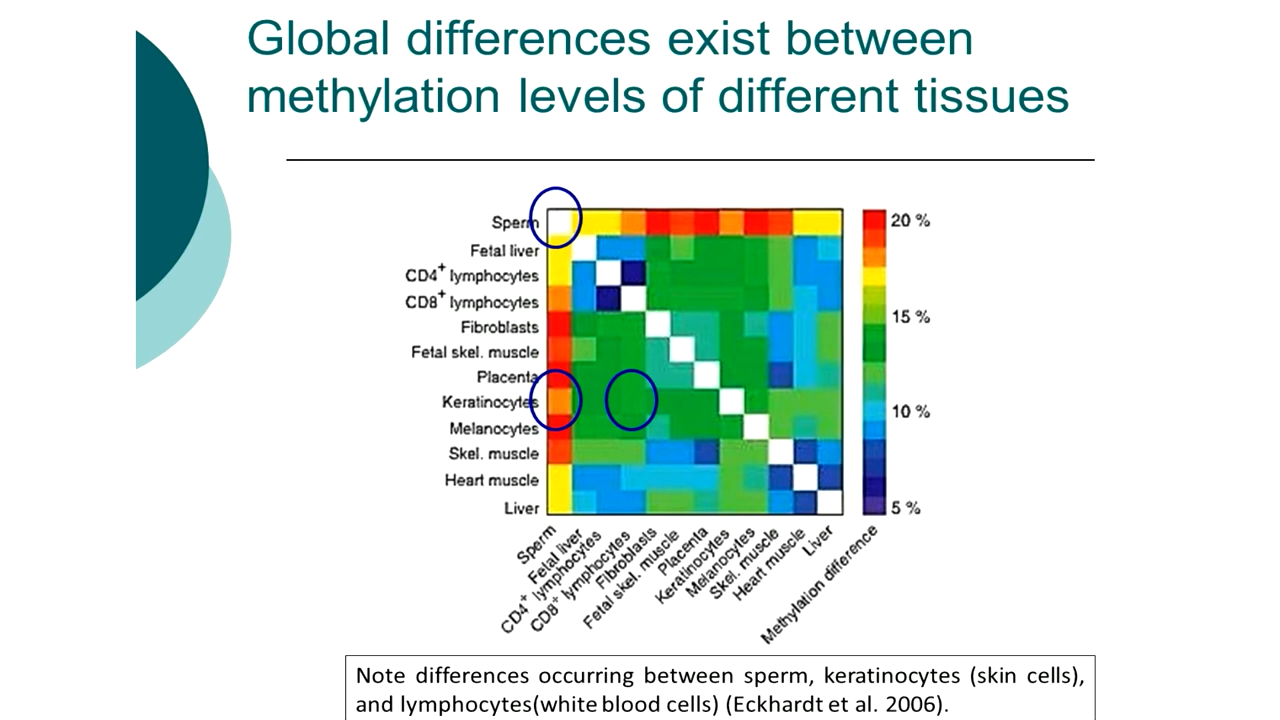 Global differences exist between
methylation levels of different tissues
Sperm
Fetal liver
CD4+ lymphocytes
CD8+ lymphocytes
Fibroblasts
Fetal skel. muscle
Placenta
Keratinocytes
Melanocytes
Skel. muscle
Heart muscle
Liver
20 %
15 %
10 %
5 %
Sperm
Fetal liver
CD4+ lymphocytes
CD8+ lymphocytes
Fibroblasts
Fetal skel. muscle
Placenta
Keratinocytes
Melanocytes
Skel. muscle
Heart muscle
Liver
Methylation difference
Note differences occurring between sperm, keratinocytes (skin cells),
and lymphocytes(white blood cells) (Eckhardt et al. 2006).